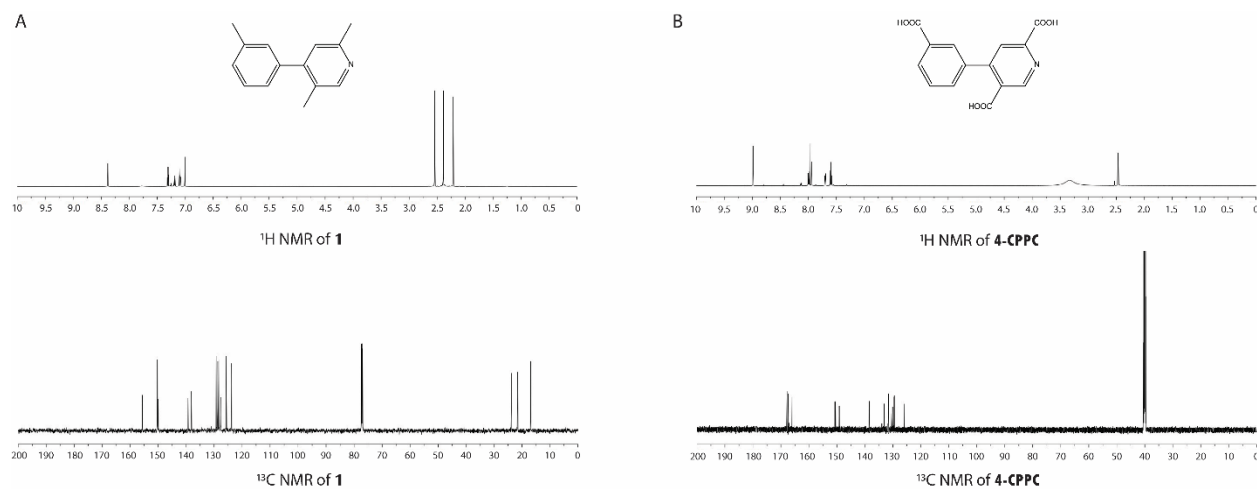 A
N
10 9.5 9.0 8.5 8.0 7.5 7.0 6.5 6.0 5.5 5.0 4.5 4.0 3.5 3.0 2.5 2.0 1.5 1.0 0.5 0
¹H NMR of 1
200 190 180 170 160 150 140 130 120 110 100 90 80 70 60 50 40 30 20 10 0
¹³C NMR of 1
B
HOOC COOH
N
HOOC
10 9.5 9.0 8.5 8.0 7.5 7.0 6.5 6.0 5.5 5.0 4.5 4.0 3.5 3.0 2.5 2.0 1.5 1.0 0.5 0
¹H NMR of 4-CPPC
200 190 180 170 160 150 140 130 120 110 100 90 80 70 60 50 40 30 20 10 0
¹³C NMR of 4-CPPC